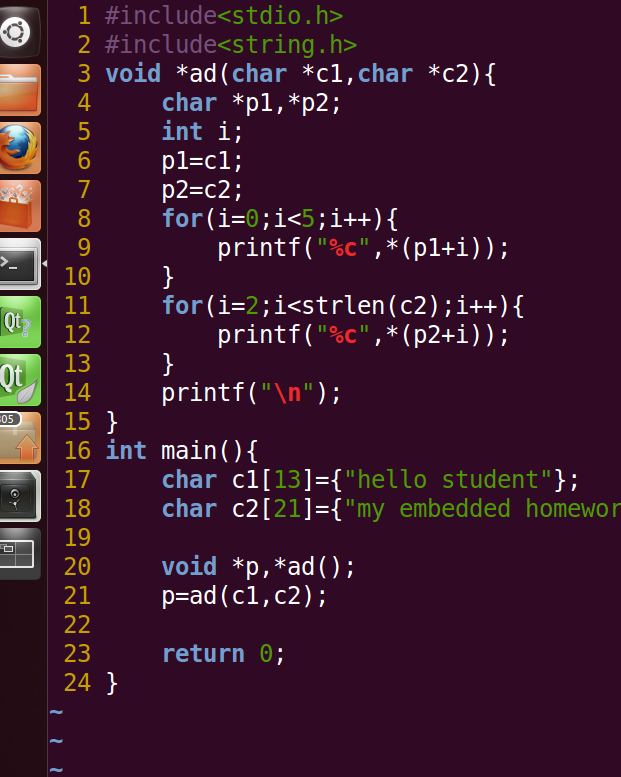 1 #include<stdio.h>
2 #include<string.h>
3 void *ad(char *c1,char *c2){
4     char *p1,*p2;
5     int i;
6     p1=c1;
7     p2=c2;
8     for(i=0;i<5;i++){
9         printf("%c",*(p1+i));
10     }
11     for(i=2;i<strlen(c2);i++){
12         printf("%c",*(p2+i));
13     }
14     printf("\n");
15 }
16 int main(){
17     char c1[13]={"hello student"};
18     char c2[21]={"my embedded homewor
19
20     void *p,*ad();
21     p=ad(c1,c2);
22
23     return 0;
24 }
~
~
~
>_
Qt?
Qt
305